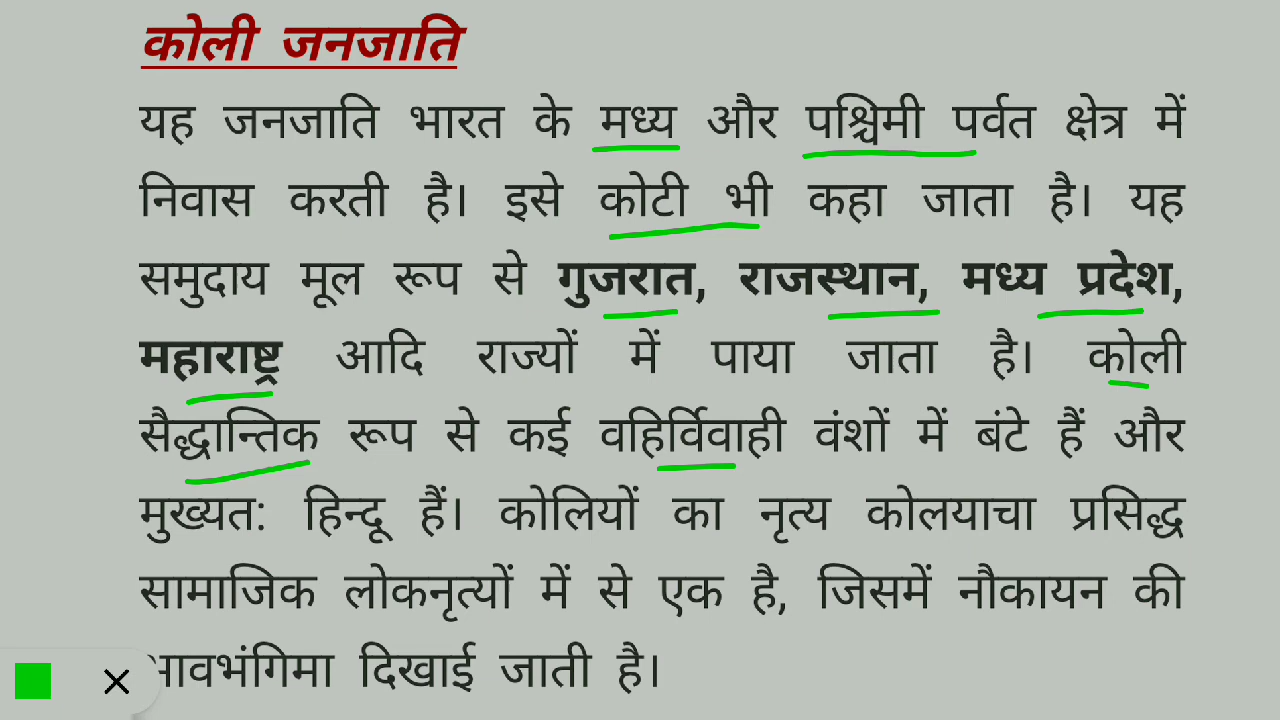 कोली जनजाति
यह जनजाति भारत के मध्य और पश्चिमी पर्वत क्षेत्र में
निवास करती है। इसे कोटी भी कहा जाता है। यह
समुदाय मूल रूप से गुजरात, राजस्थान, मध्य प्रदेश,
महाराष्ट्र आदि राज्यों में पाया जाता है। कोली
सैद्धान्तिक रूप से कई वहिर्विवाही वंशों में बंटे हैं और
मुख्यत: हिन्दू हैं। कोलियों का नृत्य कोलयाचा प्रसिद्ध
सामाजिक लोकनृत्यों में से एक है, जिसमें नौकायन की
दिखाई जाती है।